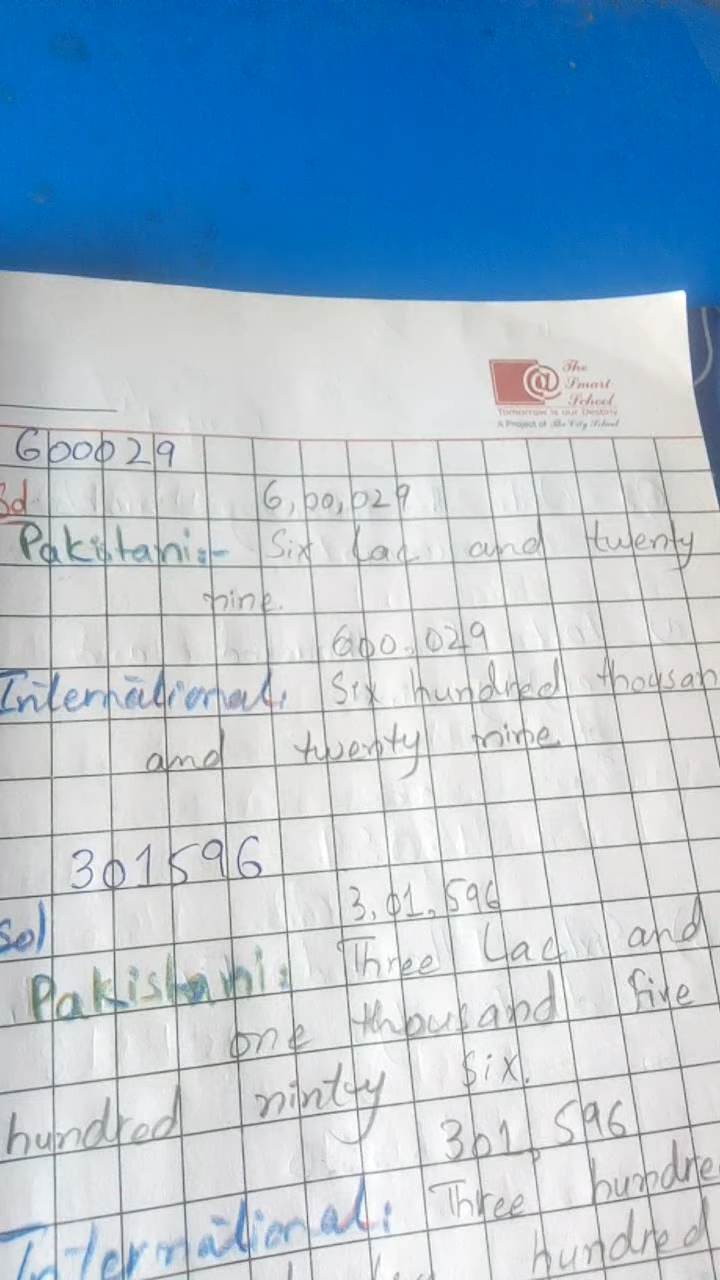 The
Smart
School
Tomorrow is our Destiny
A Project of The City School
600029
Sol 6,00,029
Pakistani:- Six Lac and twenty
nine.
600,029
International: Six hundred thousan
and twenty nine.
301596
Sol 3,01,596
Pakistani: Three Lac and
one thousand five
hundred ninty six.
301,596
International: Three hundre
hundred